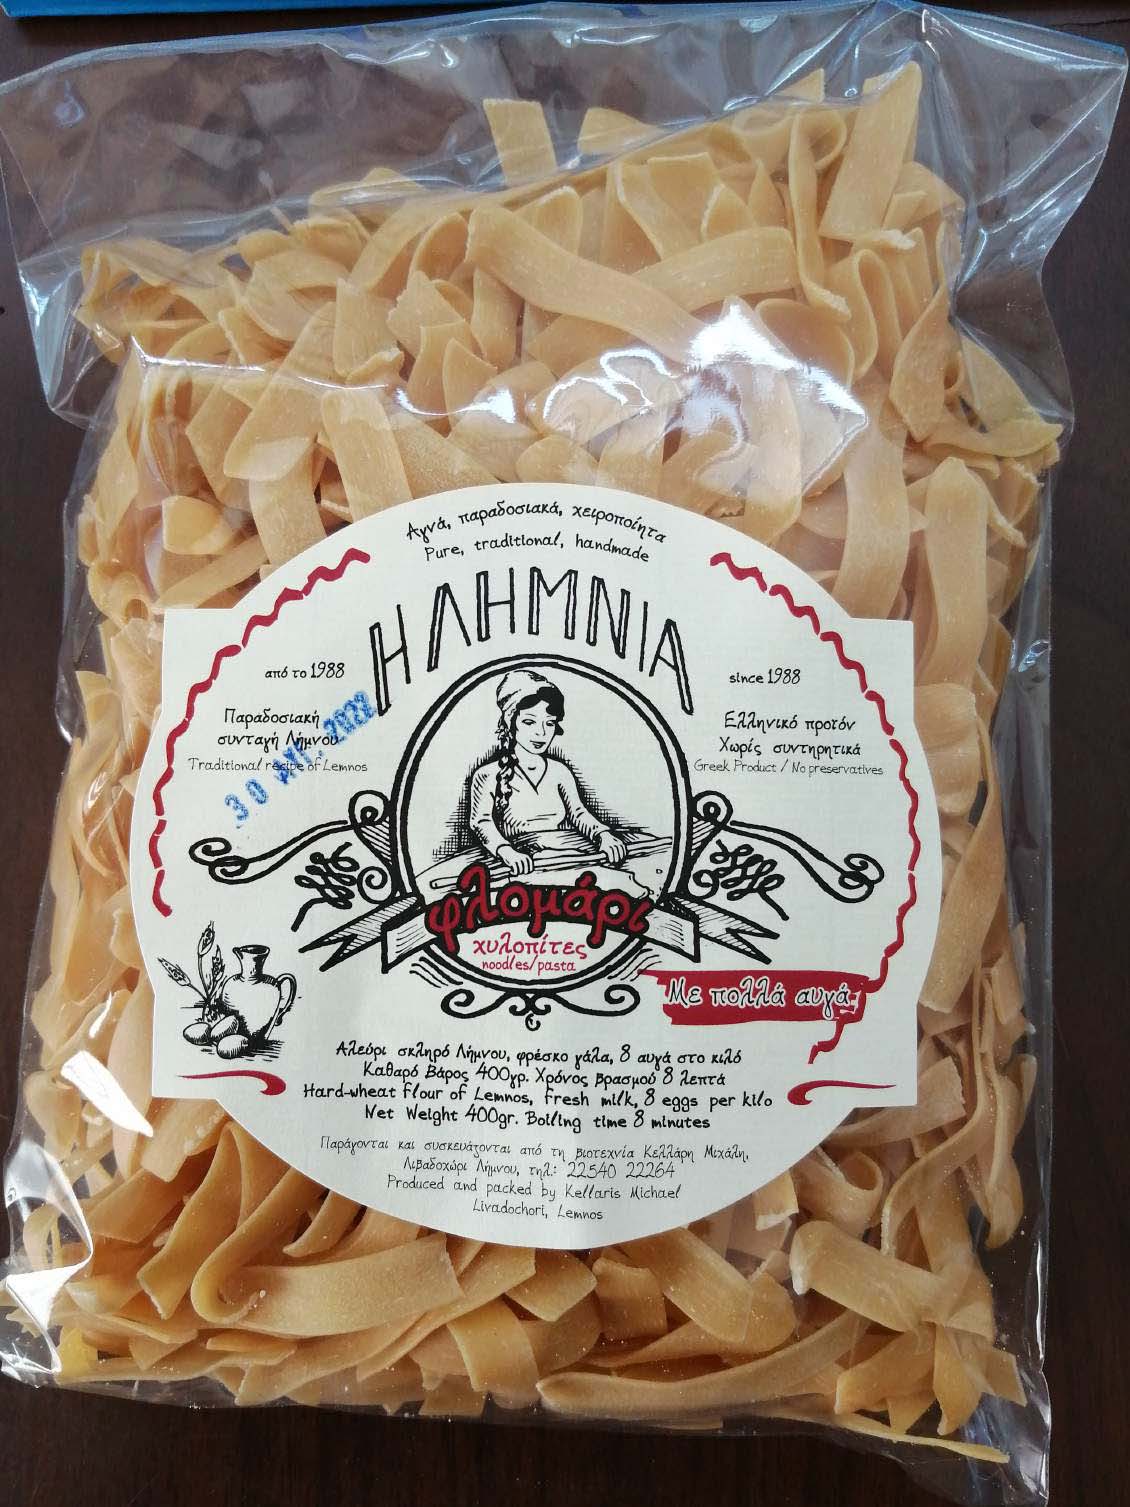 Αγνά, παραδοσιακά, χειροποίητα
Pure, traditional, handmade
Η ΛΗΜΝΙΑ
από το 1988
since 1988
Παραδοσιακή
συνταγή Λήμνου
Traditional recipe of Lemnos
Ελληνικό προϊόν
Χωρίς συντηρητικά
Greek Product / No preservatives
30 ΑΠΡ. 2022
φλομάρι
χυλοπίτες
noodles/pasta
Με πολλά αυγά
Αλεύρι σκληρό Λήμνου, φρέσκο γάλα, 8 αυγά στο κιλό
Καθαρό Βάρος 400γρ. Χρόνος βρασμού 8 λεπτά
Hard-wheat flour of Lemnos, fresh milk, 8 eggs per kilo
Net Weight 400gr. Boiling time 8 minutes
Παράγονται και συσκευάζονται από τη βιοτεχνία Κελλάρη Μιχάλη,
Λιβαδοχώρι Λήμνου, τηλ: 22540 22264
Produced and packed by Kellaris Michael
Livadochori, Lemnos